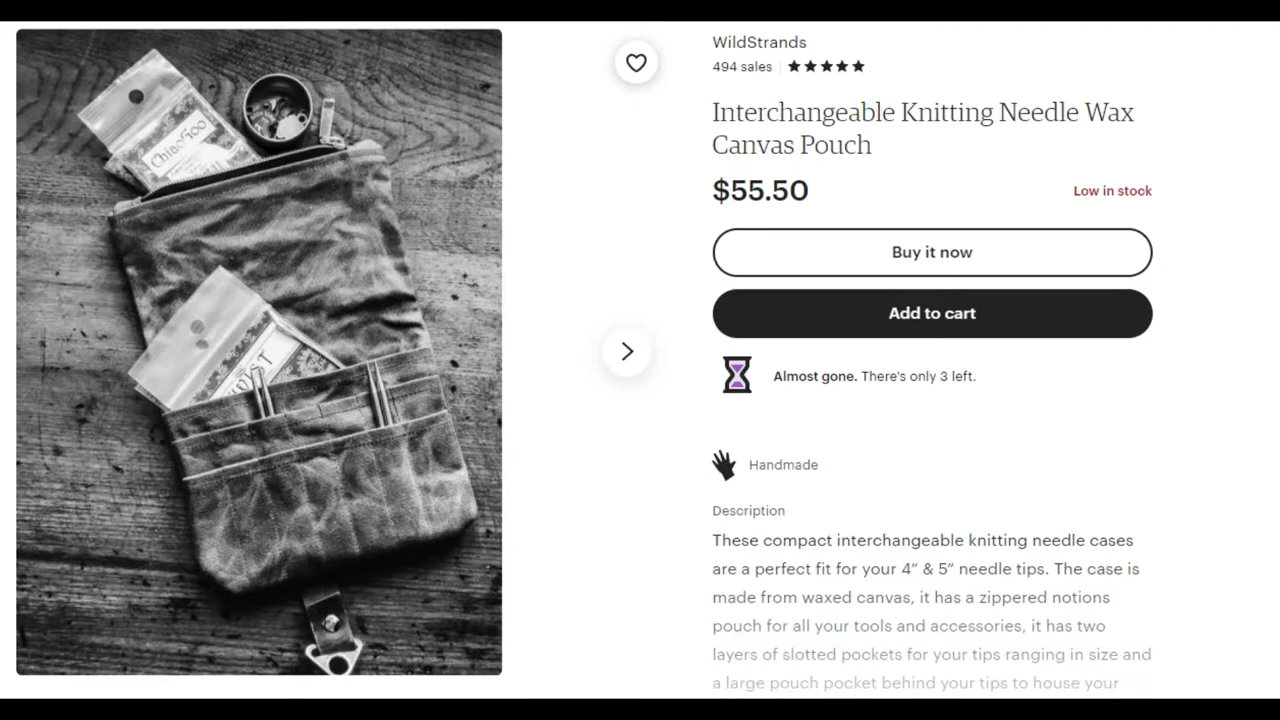 WildStrands
494 sales
Interchangeable Knitting Needle Wax
Canvas Pouch
$55.50
Low in stock
Buy it now
Add to cart
Almost gone. There's only 3 left.
Handmade
Description
These compact interchangeable knitting needle cases
are a perfect fit for your 4” & 5” needle tips. The case is
made from waxed canvas, it has a zippered notions
pouch for all your tools and accessories, it has two
layers of slotted pockets for your tips ranging in size and
a large pouch pocket behind your tips to house your
ChiaoGoo